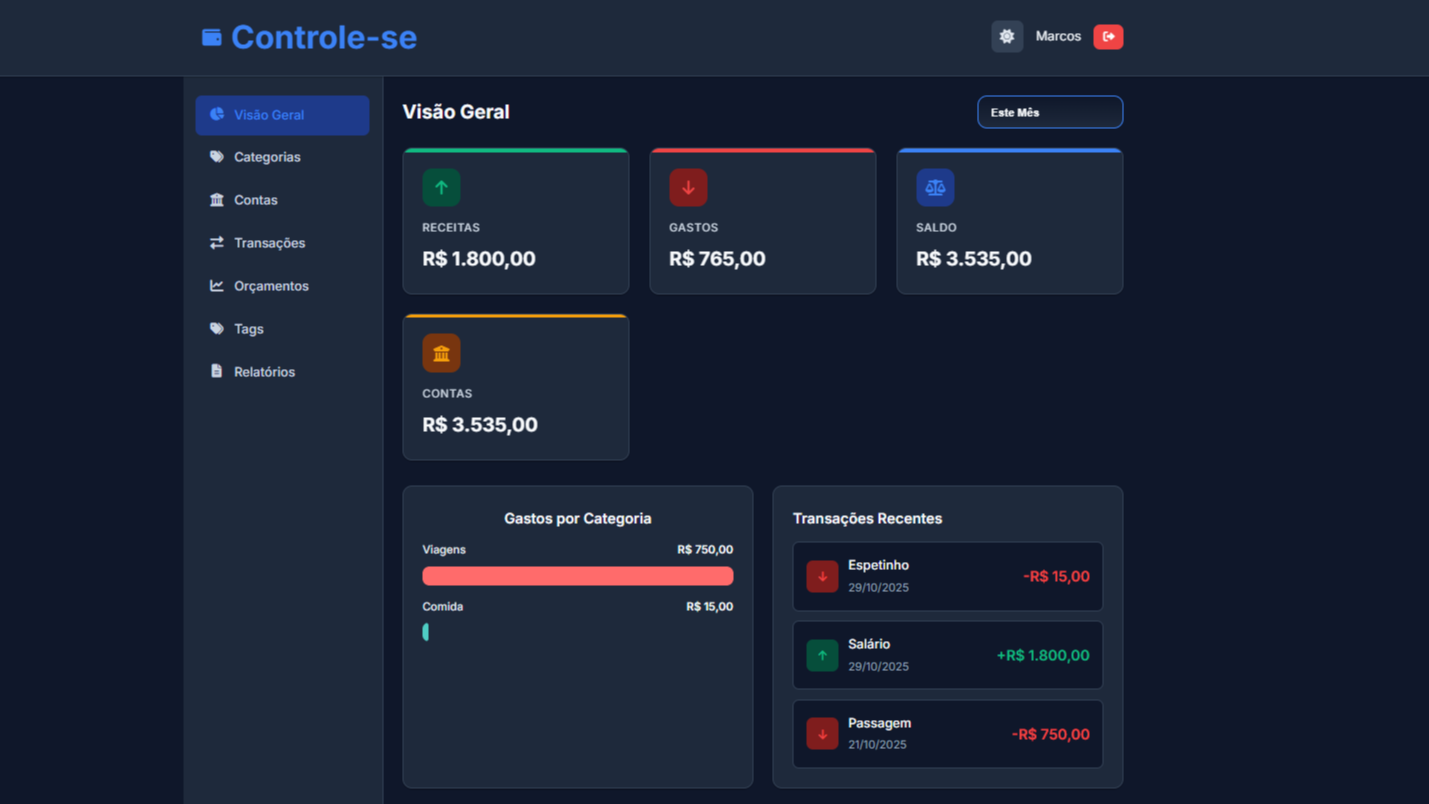 Controle-se
Marcos
Visão Geral
Categorias
Contas
Transações
Orçamentos
Tags
Relatórios
Visão Geral
Este Mês
RECEITAS
R$ 1.800,00
GASTOS
R$ 765,00
SALDO
R$ 3.535,00
CONTAS
R$ 3.535,00
Gastos por Categoria
Viagens R$ 750,00
Comida R$ 15,00
Transações Recentes
Espetinho
29/10/2025
-R$ 15,00
Salário
29/10/2025
+R$ 1.800,00
Passagem
21/10/2025
-R$ 750,00